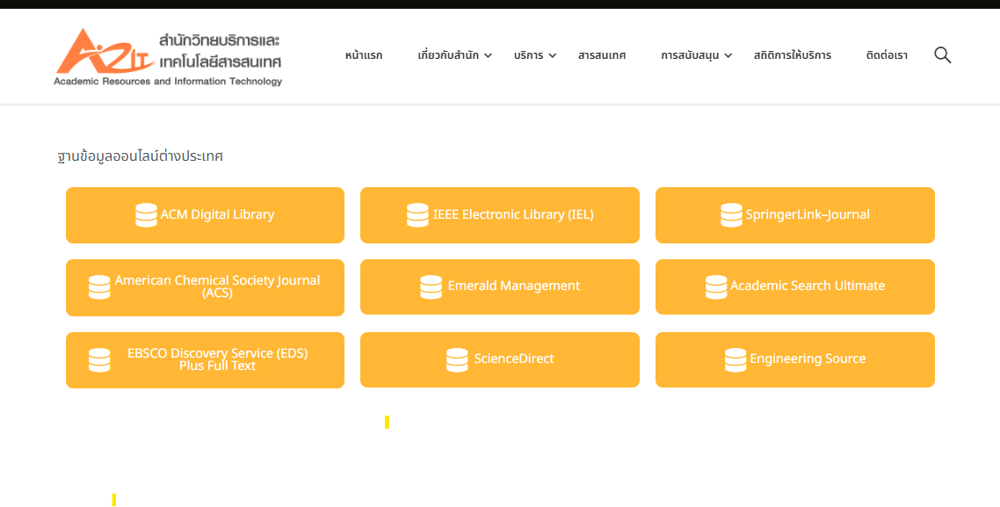 สำนักวิทยบริการและ
เทคโนโลยีสารสนเทศ
Academic Resources and Information Technology
หน้าแรก เกี่ยวกับสำนัก บริการ สารสนเทศ การสนับสนุน สถิติการให้บริการ ติดต่อเรา
ฐานข้อมูลออนไลน์ต่างประเทศ
ACM Digital Library
IEEE Electronic Library (IEL)
SpringerLink–Journal
American Chemical Society Journal
(ACS)
Emerald Management
Academic Search Ultimate
EBSCO Discovery Service (EDS)
Plus Full Text
ScienceDirect
Engineering Source